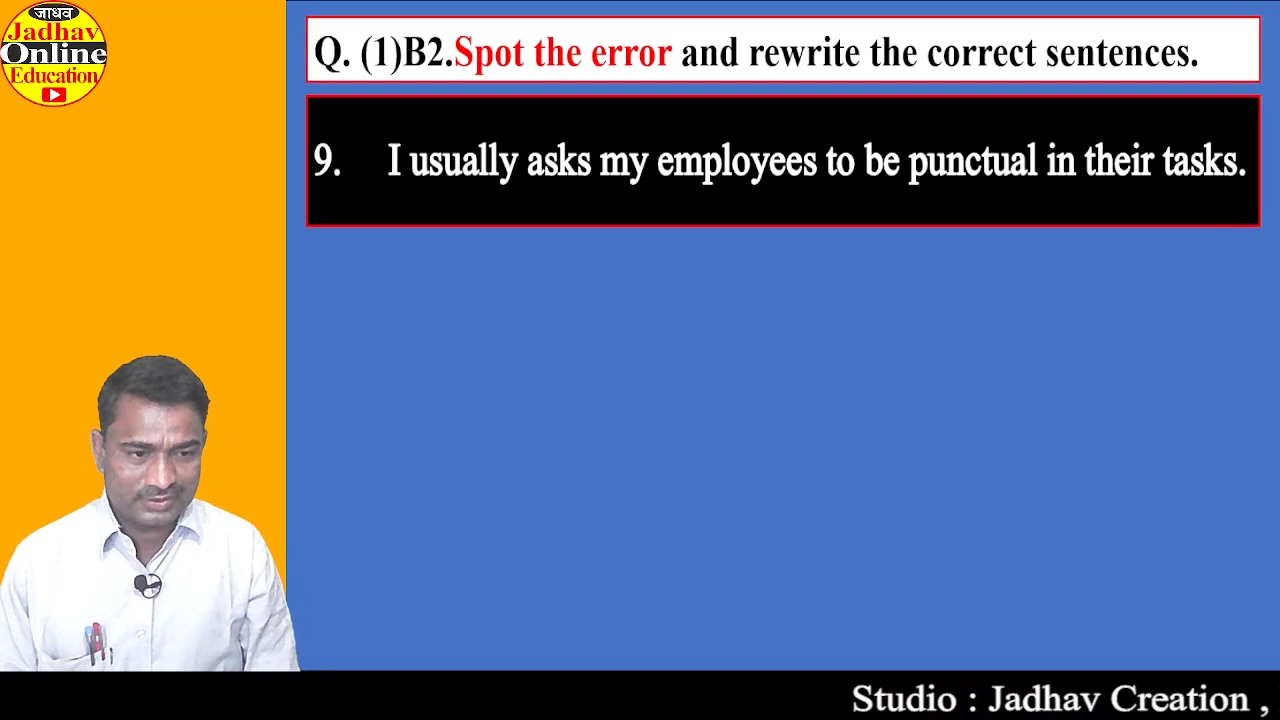 जाधव
Jadhav
Online
Education
Q. (1)B2.Spot the error and rewrite the correct sentences.
9. I usually asks my employees to be punctual in their tasks.
Studio : Jadhav Creation ,